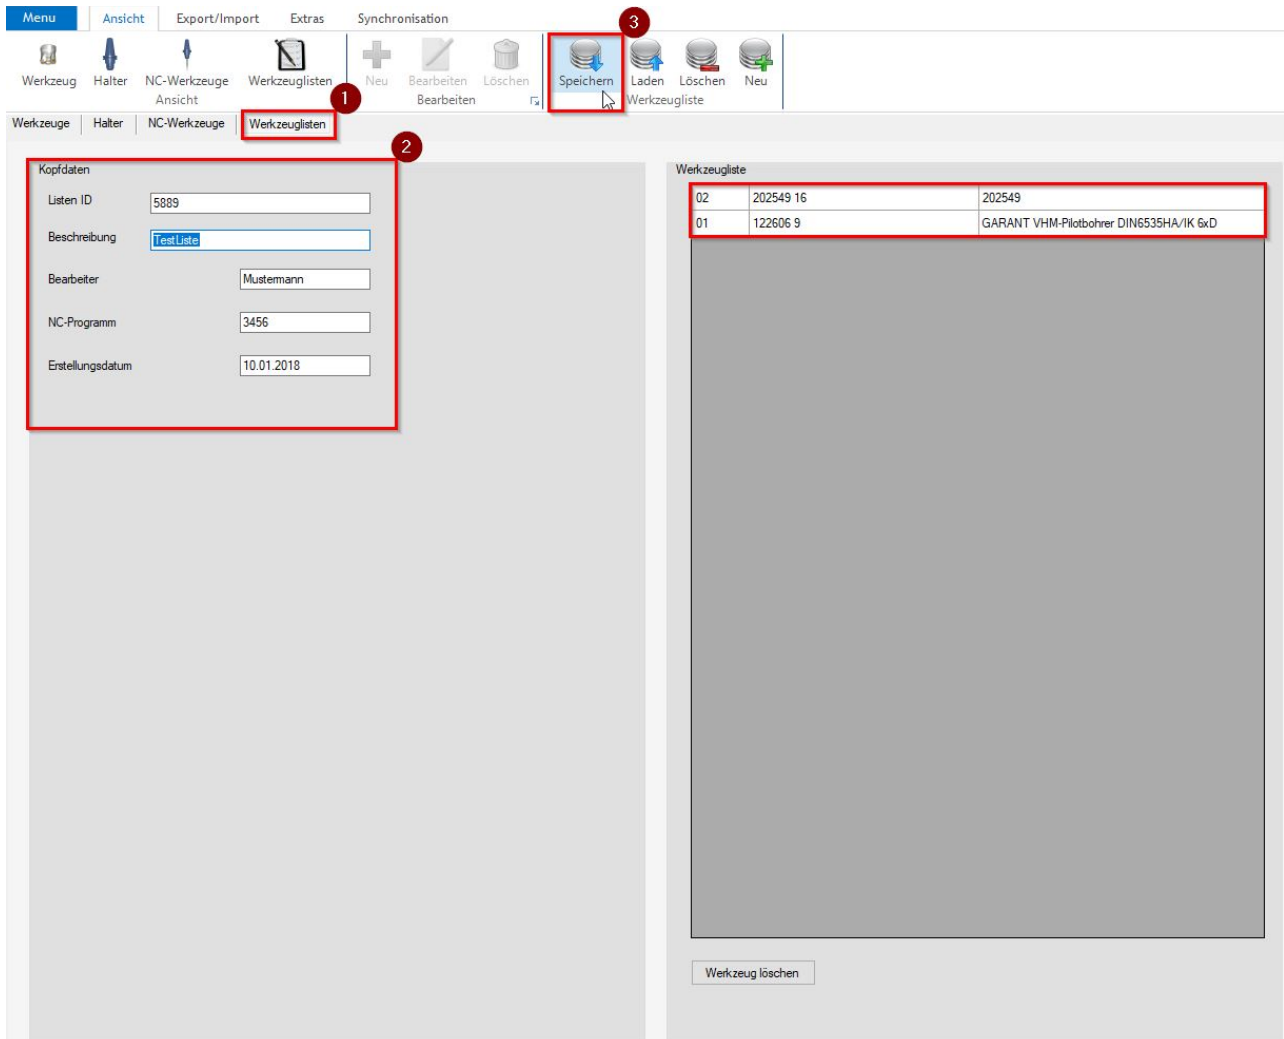 Menu Ansicht Export/Import Extras Synchronisation
3
Werkzeug Halter NC-Werkzeuge Werkzeuglisten Neu Bearbeiten Löschen Speichern Laden Löschen Neu
Ansicht Bearbeiten Werkzeugliste
1
Werkzeuge Halter NC-Werkzeuge Werkzeuglisten
2
Kopfdaten
Listen ID 5889
Beschreibung TestListe
Bearbeiter Mustermann
NC-Programm 3456
Erstellungsdatum 10.01.2018
Werkzeugliste
02 202549 16 202549
01 122606 9 GARANT VHM-Pilotbohrer DIN6535HA/IK 6xD
Werkzeug löschen